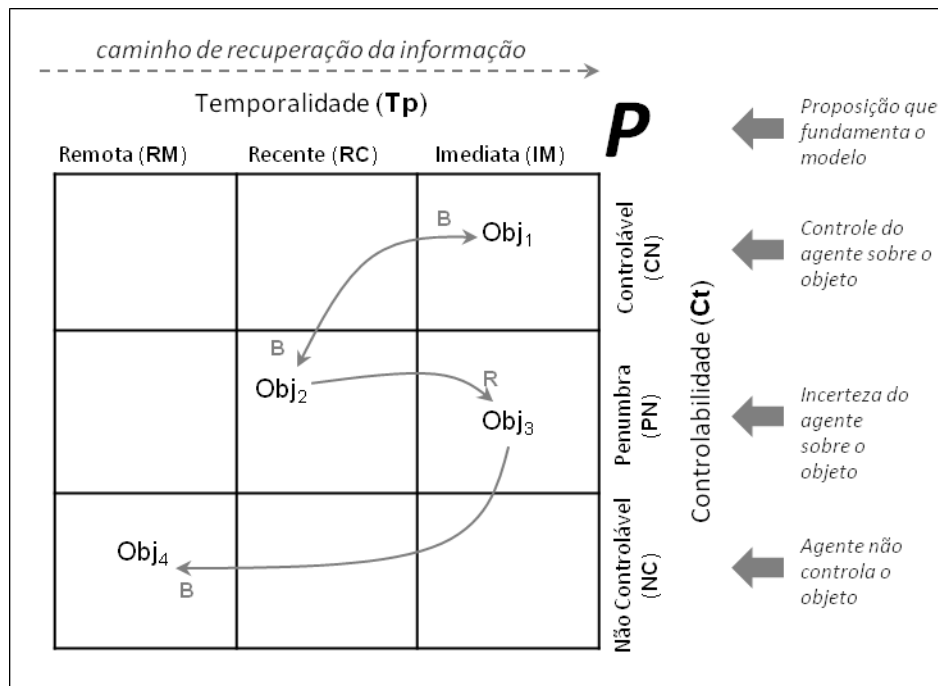 caminho de recuperação da informação
Temporalidade (Tp)
P
Remota (RM)
Recente (RC)
Imediata (IM)
Proposição que
fundamenta o
modelo
B
Obj1
Controlável
(CN)
Controle do
agente sobre o
objeto
B
Obj2
R
Obj3
Penumbra
(PN)
Controlabilidade (Ct)
Incerteza do
agente
sobre o
objeto
Obj4
B
Não Controlável
(NC)
Agente não
controla o
objeto